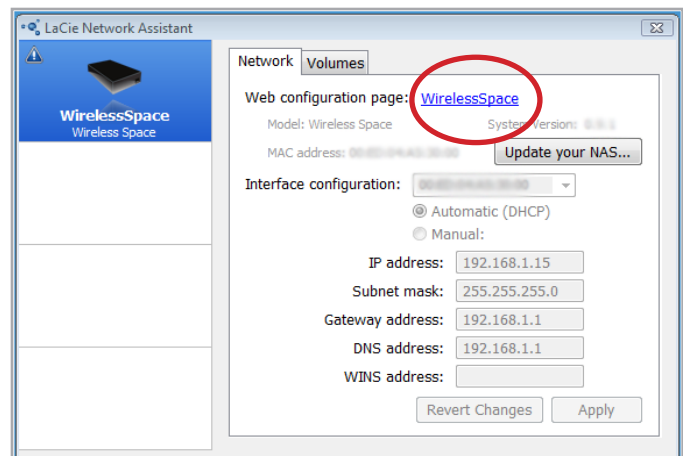 LaCie Network Assistant
WirelessSpace
Wireless Space
Network Volumes
Web configuration page: WirelessSpace
Model: Wireless Space System Version:
MAC address: Update your NAS...
Interface configuration:
Automatic (DHCP)
Manual:
IP address: 192.168.1.15
Subnet mask: 255.255.255.0
Gateway address: 192.168.1.1
DNS address: 192.168.1.1
WINS address:
Revert Changes Apply